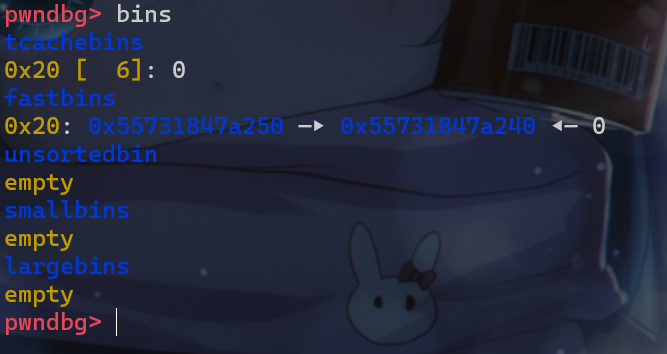 pwndbg> bins
tcachebins
0x20 [  6]: 0
fastbins
0x20: 0x55731847a250 —▸ 0x55731847a240 ◂— 0
unsortedbin
empty
smallbins
empty
largebins
empty
pwndbg>